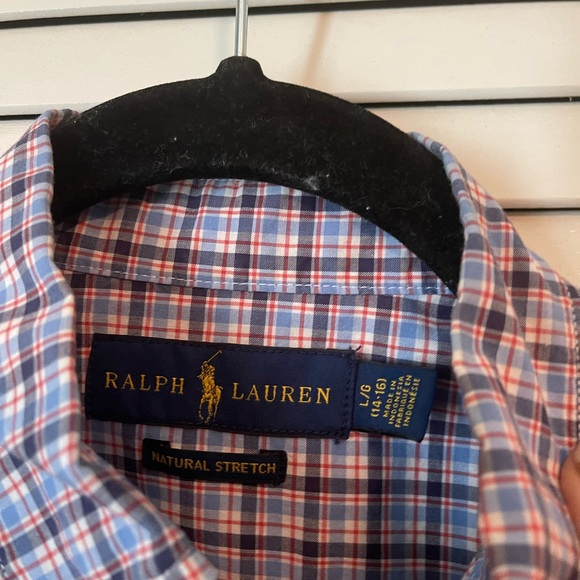 RALPH LAUREN
L/G
(14-16)
MADE IN
INDONESIA
FABRIQUÉ EN
INDONÉSIE
NATURAL STRETCH